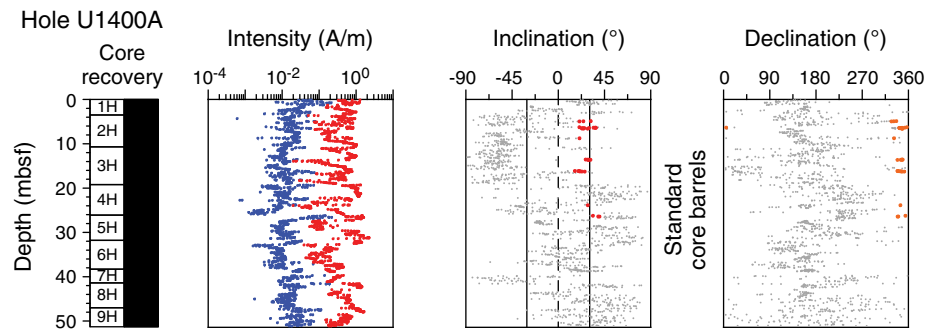 Hole U1400A
Core
recovery
Intensity (A/m)
Inclination (°)
Declination (°)
10⁻⁴ 10⁻² 10⁰
-90 -45 0 45 90
0 90 180 270 360
Depth (mbsf)
0
10
20
30
40
50
1H
2H
3H
4H
5H
6H
7H
8H
9H
Standard
core barrels